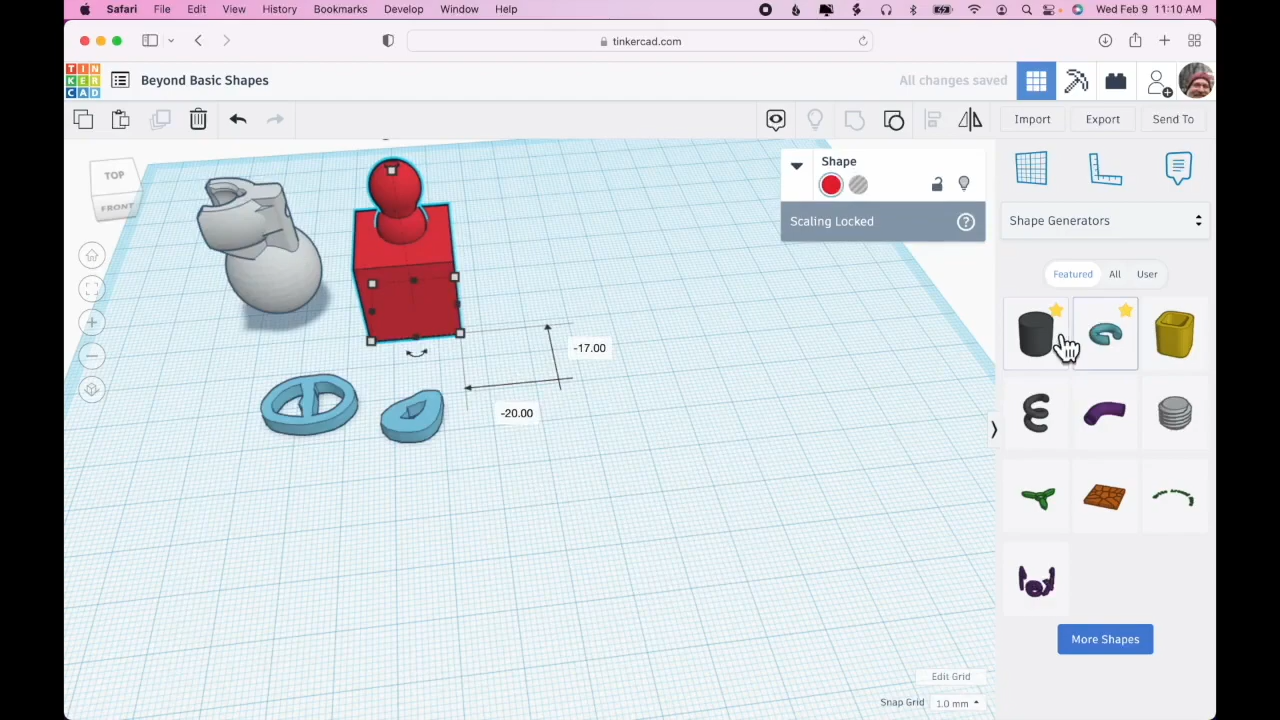 Safari File Edit View History Bookmarks Develop Window Help Wed Feb 9 11:10 AM
tinkercad.com
TIN
KER
CAD
Beyond Basic Shapes
All changes saved
Import
Export
Send To
TOP
FRONT
Shape
Scaling Locked
?
Shape Generators
Featured
All
User
-17.00
-20.00
More Shapes
Edit Grid
Snap Grid 1.0 mm